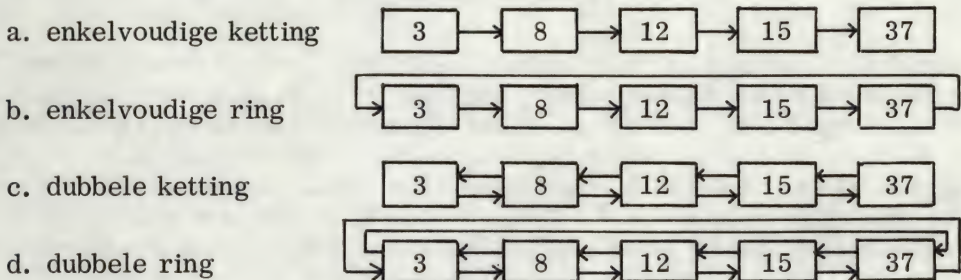 a. enkelvoudige ketting 3 8 12 15 37
b. enkelvoudige ring 3 8 12 15 37
c. dubbele ketting 3 8 12 15 37
d. dubbele ring 3 8 12 15 37